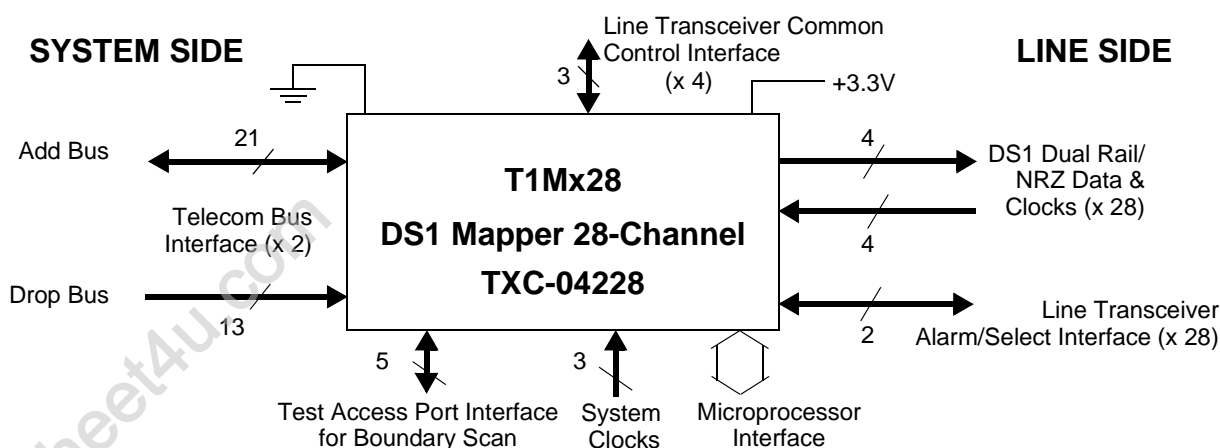 SYSTEM SIDE
Line Transceiver Common
Control Interface
(x 4)
LINE SIDE
3
+3.3V
Add Bus
21
4
DS1 Dual Rail/
NRZ Data &
Clocks (x 28)
T1Mx28
DS1 Mapper 28-Channel
TXC-04228
Telecom Bus
Interface (x 2)
4
Drop Bus
13
2
Line Transceiver
Alarm/Select Interface (x 28)
5
3
Test Access Port Interface
for Boundary Scan
System
Clocks
Microprocessor
Interface
heet4u.com